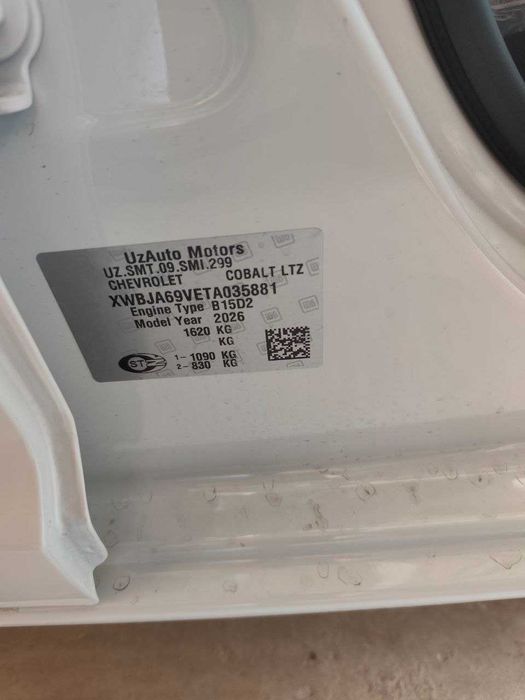 UzAuto Motors
UZ.SMT.09.SMI.299
CHEVROLET COBALT LTZ
XWBJA69VETA035881
Engine Type B15D2
Model Year 2026
1620 KG
KG
1- 1090 KG
2- 830 KG
ST